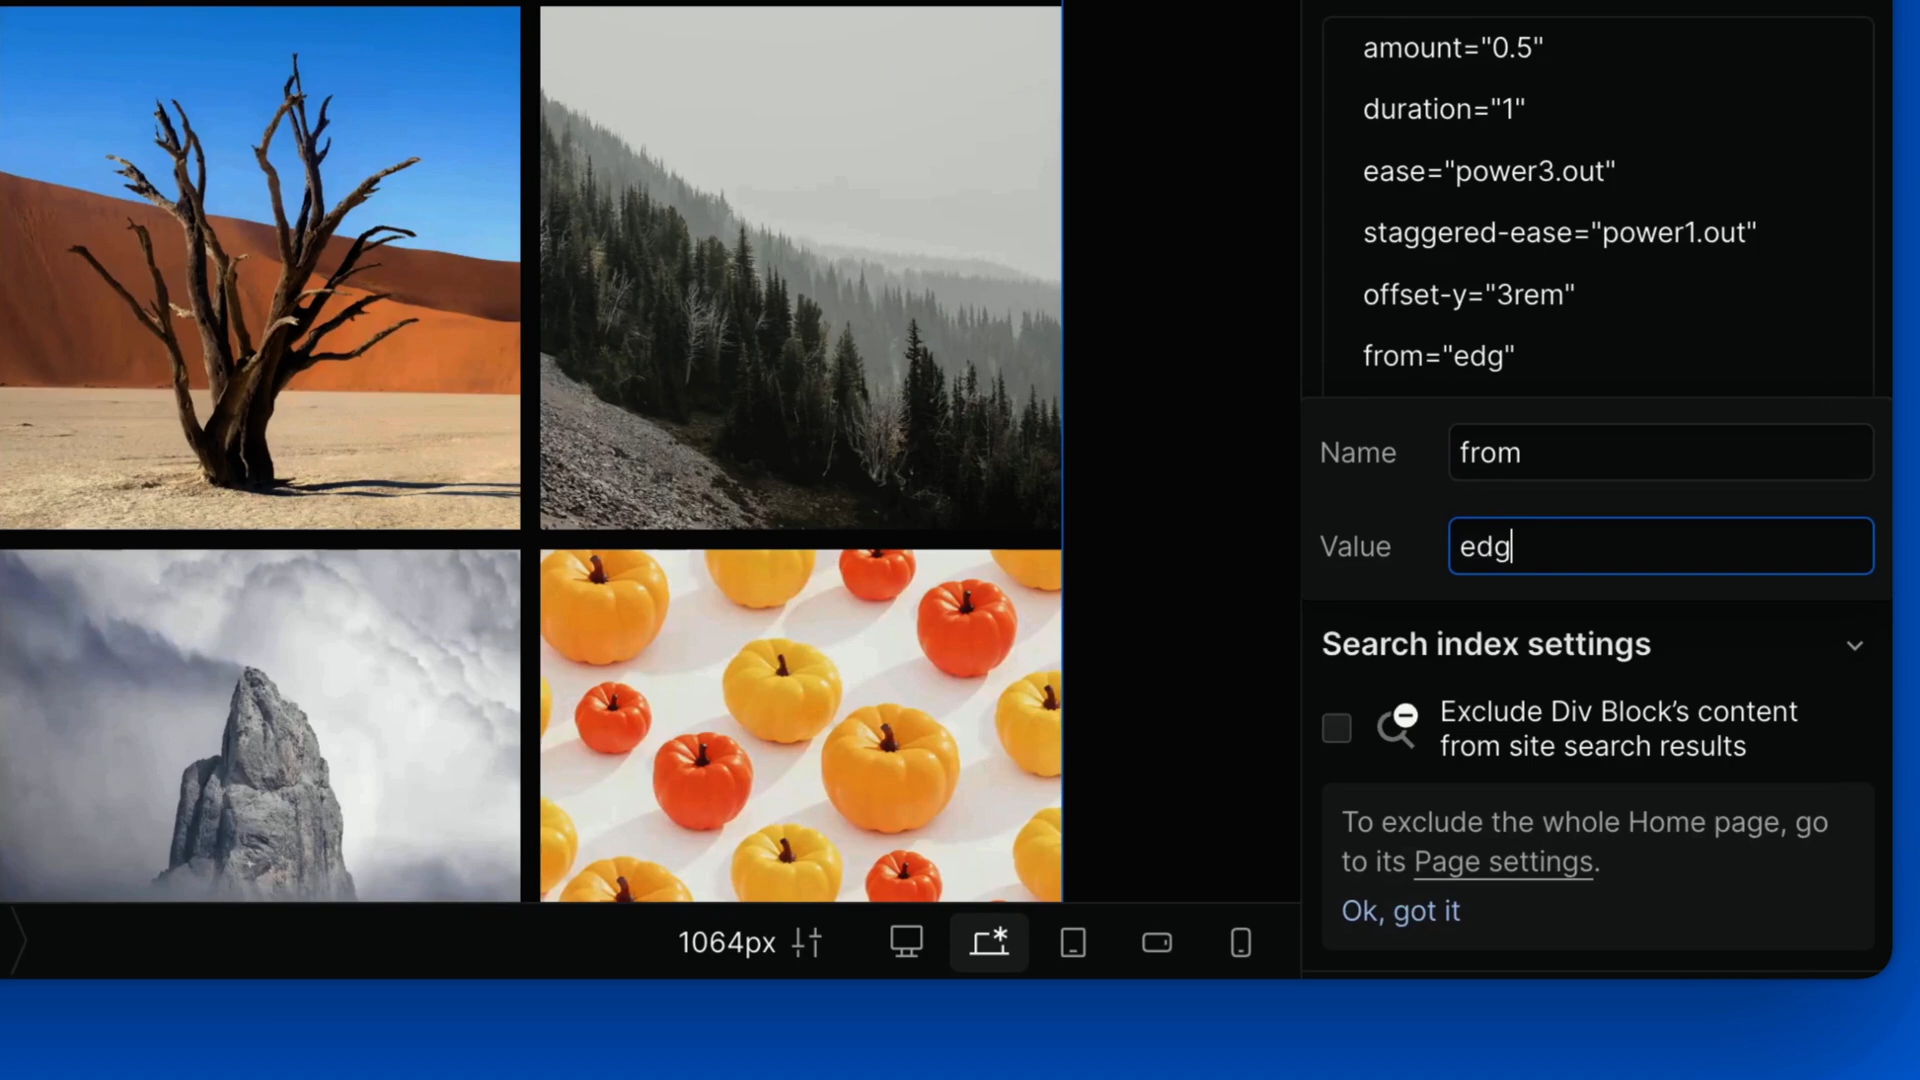 amount="0.5"
duration="1"
ease="power3.out"
staggered-ease="power1.out"
offset-y="3rem"
from="edg"
Name
from
Value
edg
Search index settings
Exclude Div Block’s content
from site search results
To exclude the whole Home page, go
to its Page settings.
Ok, got it
1064px